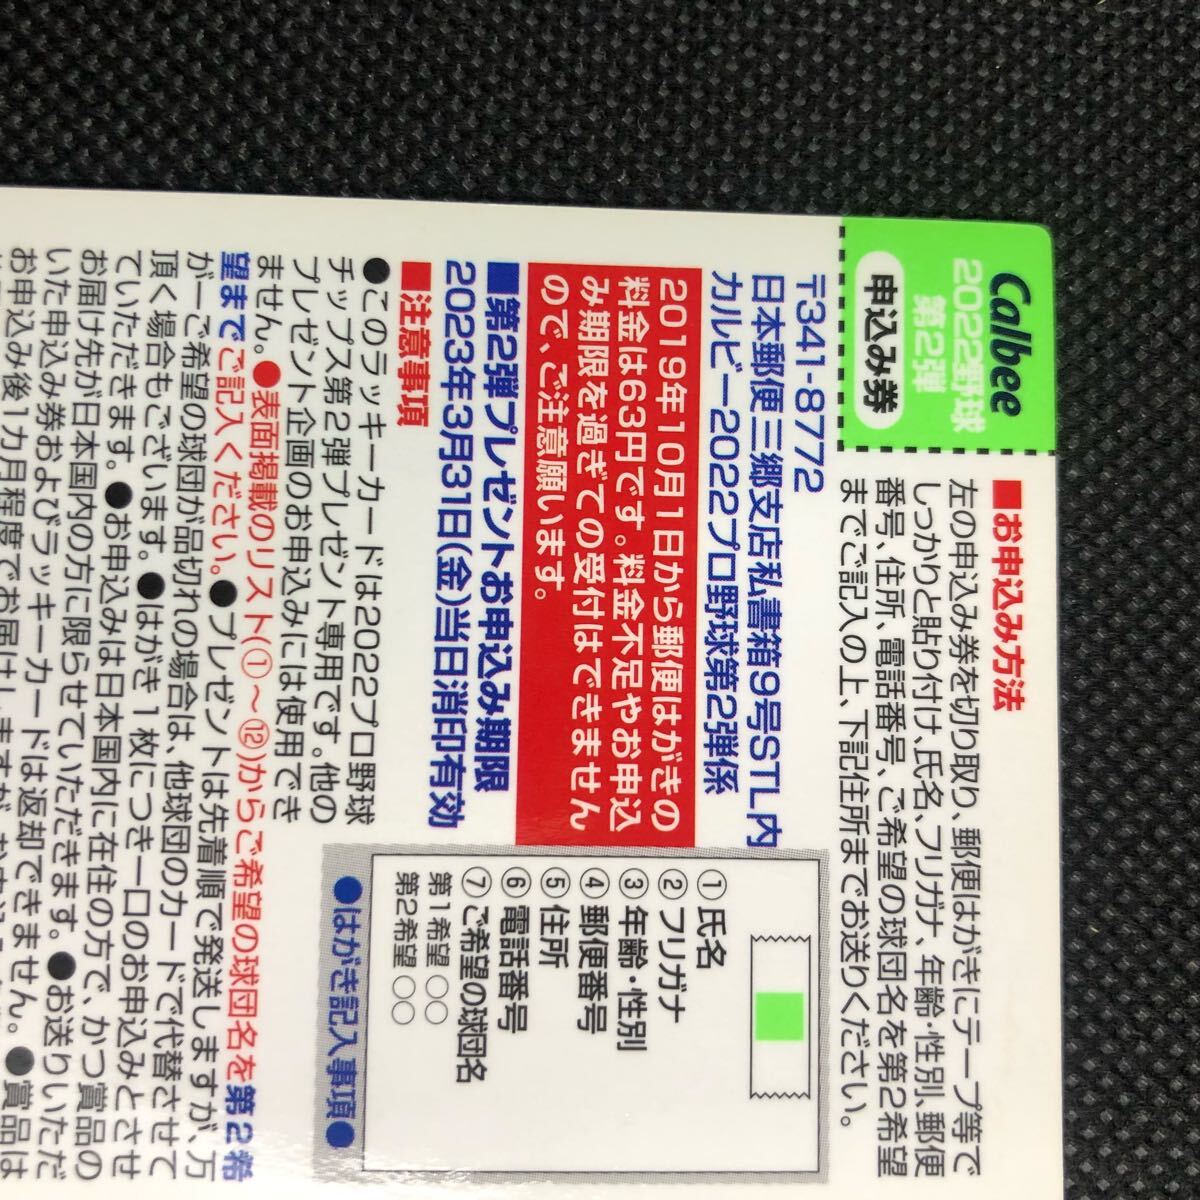 Calbee
2022野球
第2弾
申込み券
■お申込み方法
左の申込み券を切り取り、郵便はがきにテープ等で
しっかりと貼り付け、氏名、フリガナ、年齢・性別、郵便
番号、住所、電話番号、ご希望の球団名を第2希望
までご記入の上、下記住所までお送りください。
〒341-8772
日本郵便三郷支店私書箱9号STL内
カルビー2022プロ野球第2弾係
2019年10月1日から郵便はがきの
料金は63円です。料金不足やお申込
み期限を過ぎての受付はできません
ので、ご注意願います。
■第2弾プレゼントお申込み期限
2023年3月31日(金)当日消印有効
■注意事項
●このラッキーカードは2022プロ野球
チップス第2弾プレゼント専用です。他の
プレゼント企画のお申込みには使用でき
ません。●表面掲載のリスト(①～⑫)からご希望の球団名を第2希
望までご記入ください。●プレゼントは先着順で発送しますが、万
が一ご希望の球団が品切れの場合は、他球団のカードで代替させて
頂く場合もございます。●はがき1枚につき一口のお申込みとさせ
ていただきます。●お申込みは日本国内に在住の方で、かつ賞品の
お届け先が日本国内の方に限らせていただきます。●お送りいただ
いた申込み券およびラッキーカードは返却できません。●賞品は
お申込み後1カ月程度でお届けしますが、
①氏名
②フリガナ
③年齢・性別
④郵便番号
⑤住所
⑥電話番号
⑦ご希望の球団名
第1希望 ○○
第2希望 ○○
●はがき記入事項●